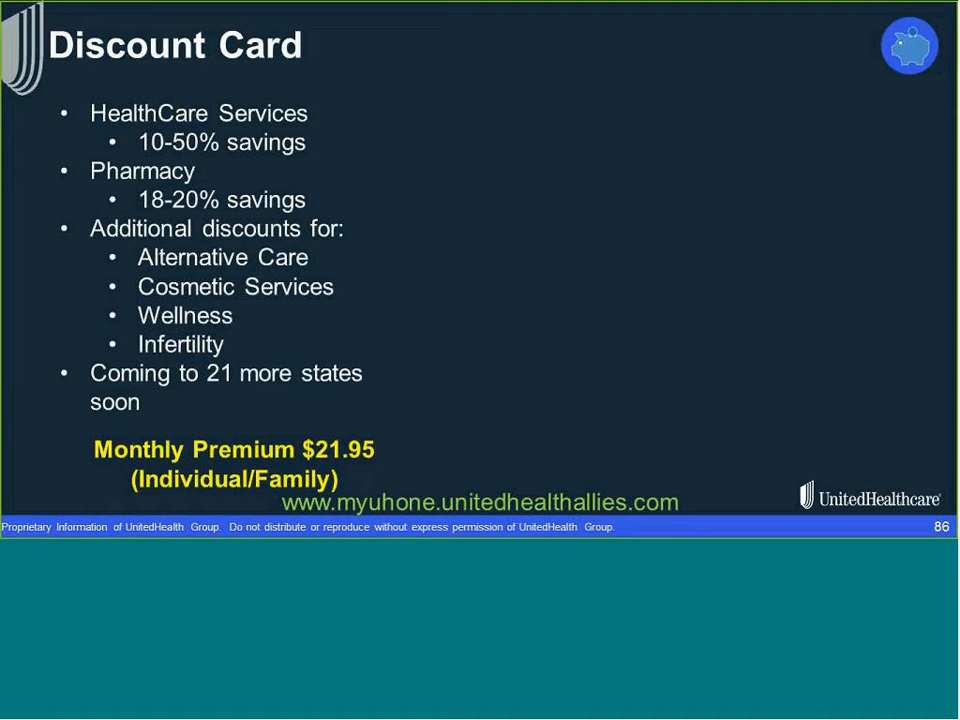 Discount Card
• HealthCare Services
• 10-50% savings
• Pharmacy
• 18-20% savings
• Additional discounts for:
• Alternative Care
• Cosmetic Services
• Wellness
• Infertility
• Coming to 21 more states
soon
Monthly Premium $21.95
(Individual/Family)
www.myuhone.unitedhealthallies.com
UnitedHealthcare®
Proprietary Information of UnitedHealth Group. Do not distribute or reproduce without express permission of UnitedHealth Group.
86